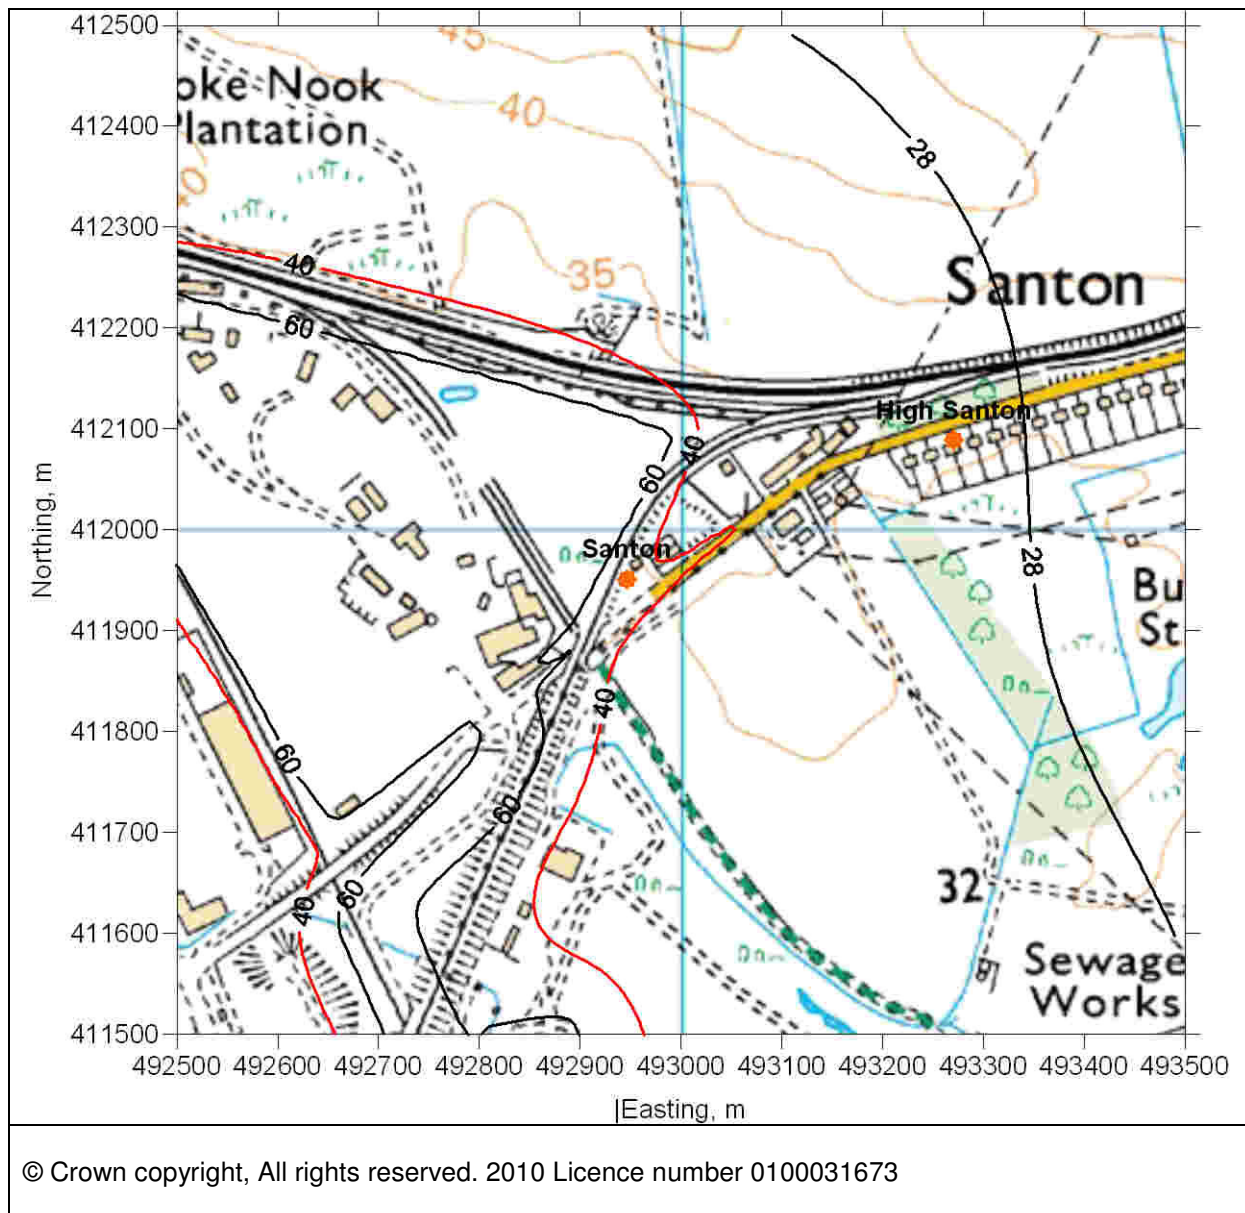 412500
45
oke Nook
Plantation
40
28
412400
40
412300
40
35
Santon
412200
60
High Santon
412100
40
60
Northing, m
412000
Santon
28
Bu
St
411900
40
411800
60
60
411700
32
60
40
411600
Sewage
Works
411500
492500 492600 492700 492800 492900 493000 493100 493200 493300 493400 493500
|Easting, m
© Crown copyright, All rights reserved. 2010 Licence number 0100031673